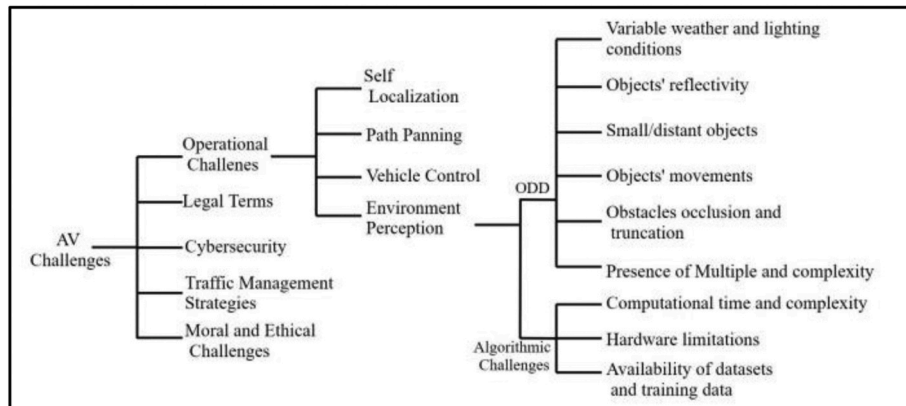 AV
Challenges
Operational
Challenes
Legal Terms
Cybersecurity
Traffic Management
Strategies
Moral and Ethical
Challenges
Self
Localization
Path Panning
Vehicle Control
Environment
Perception
ODD
Algorithmic
Challenges
Variable weather and lighting
conditions
Objects' reflectivity
Small/distant objects
Objects' movements
Obstacles occlusion and
truncation
Presence of Multiple and complexity
Computational time and complexity
Hardware limitations
Availability of datasets
and training data